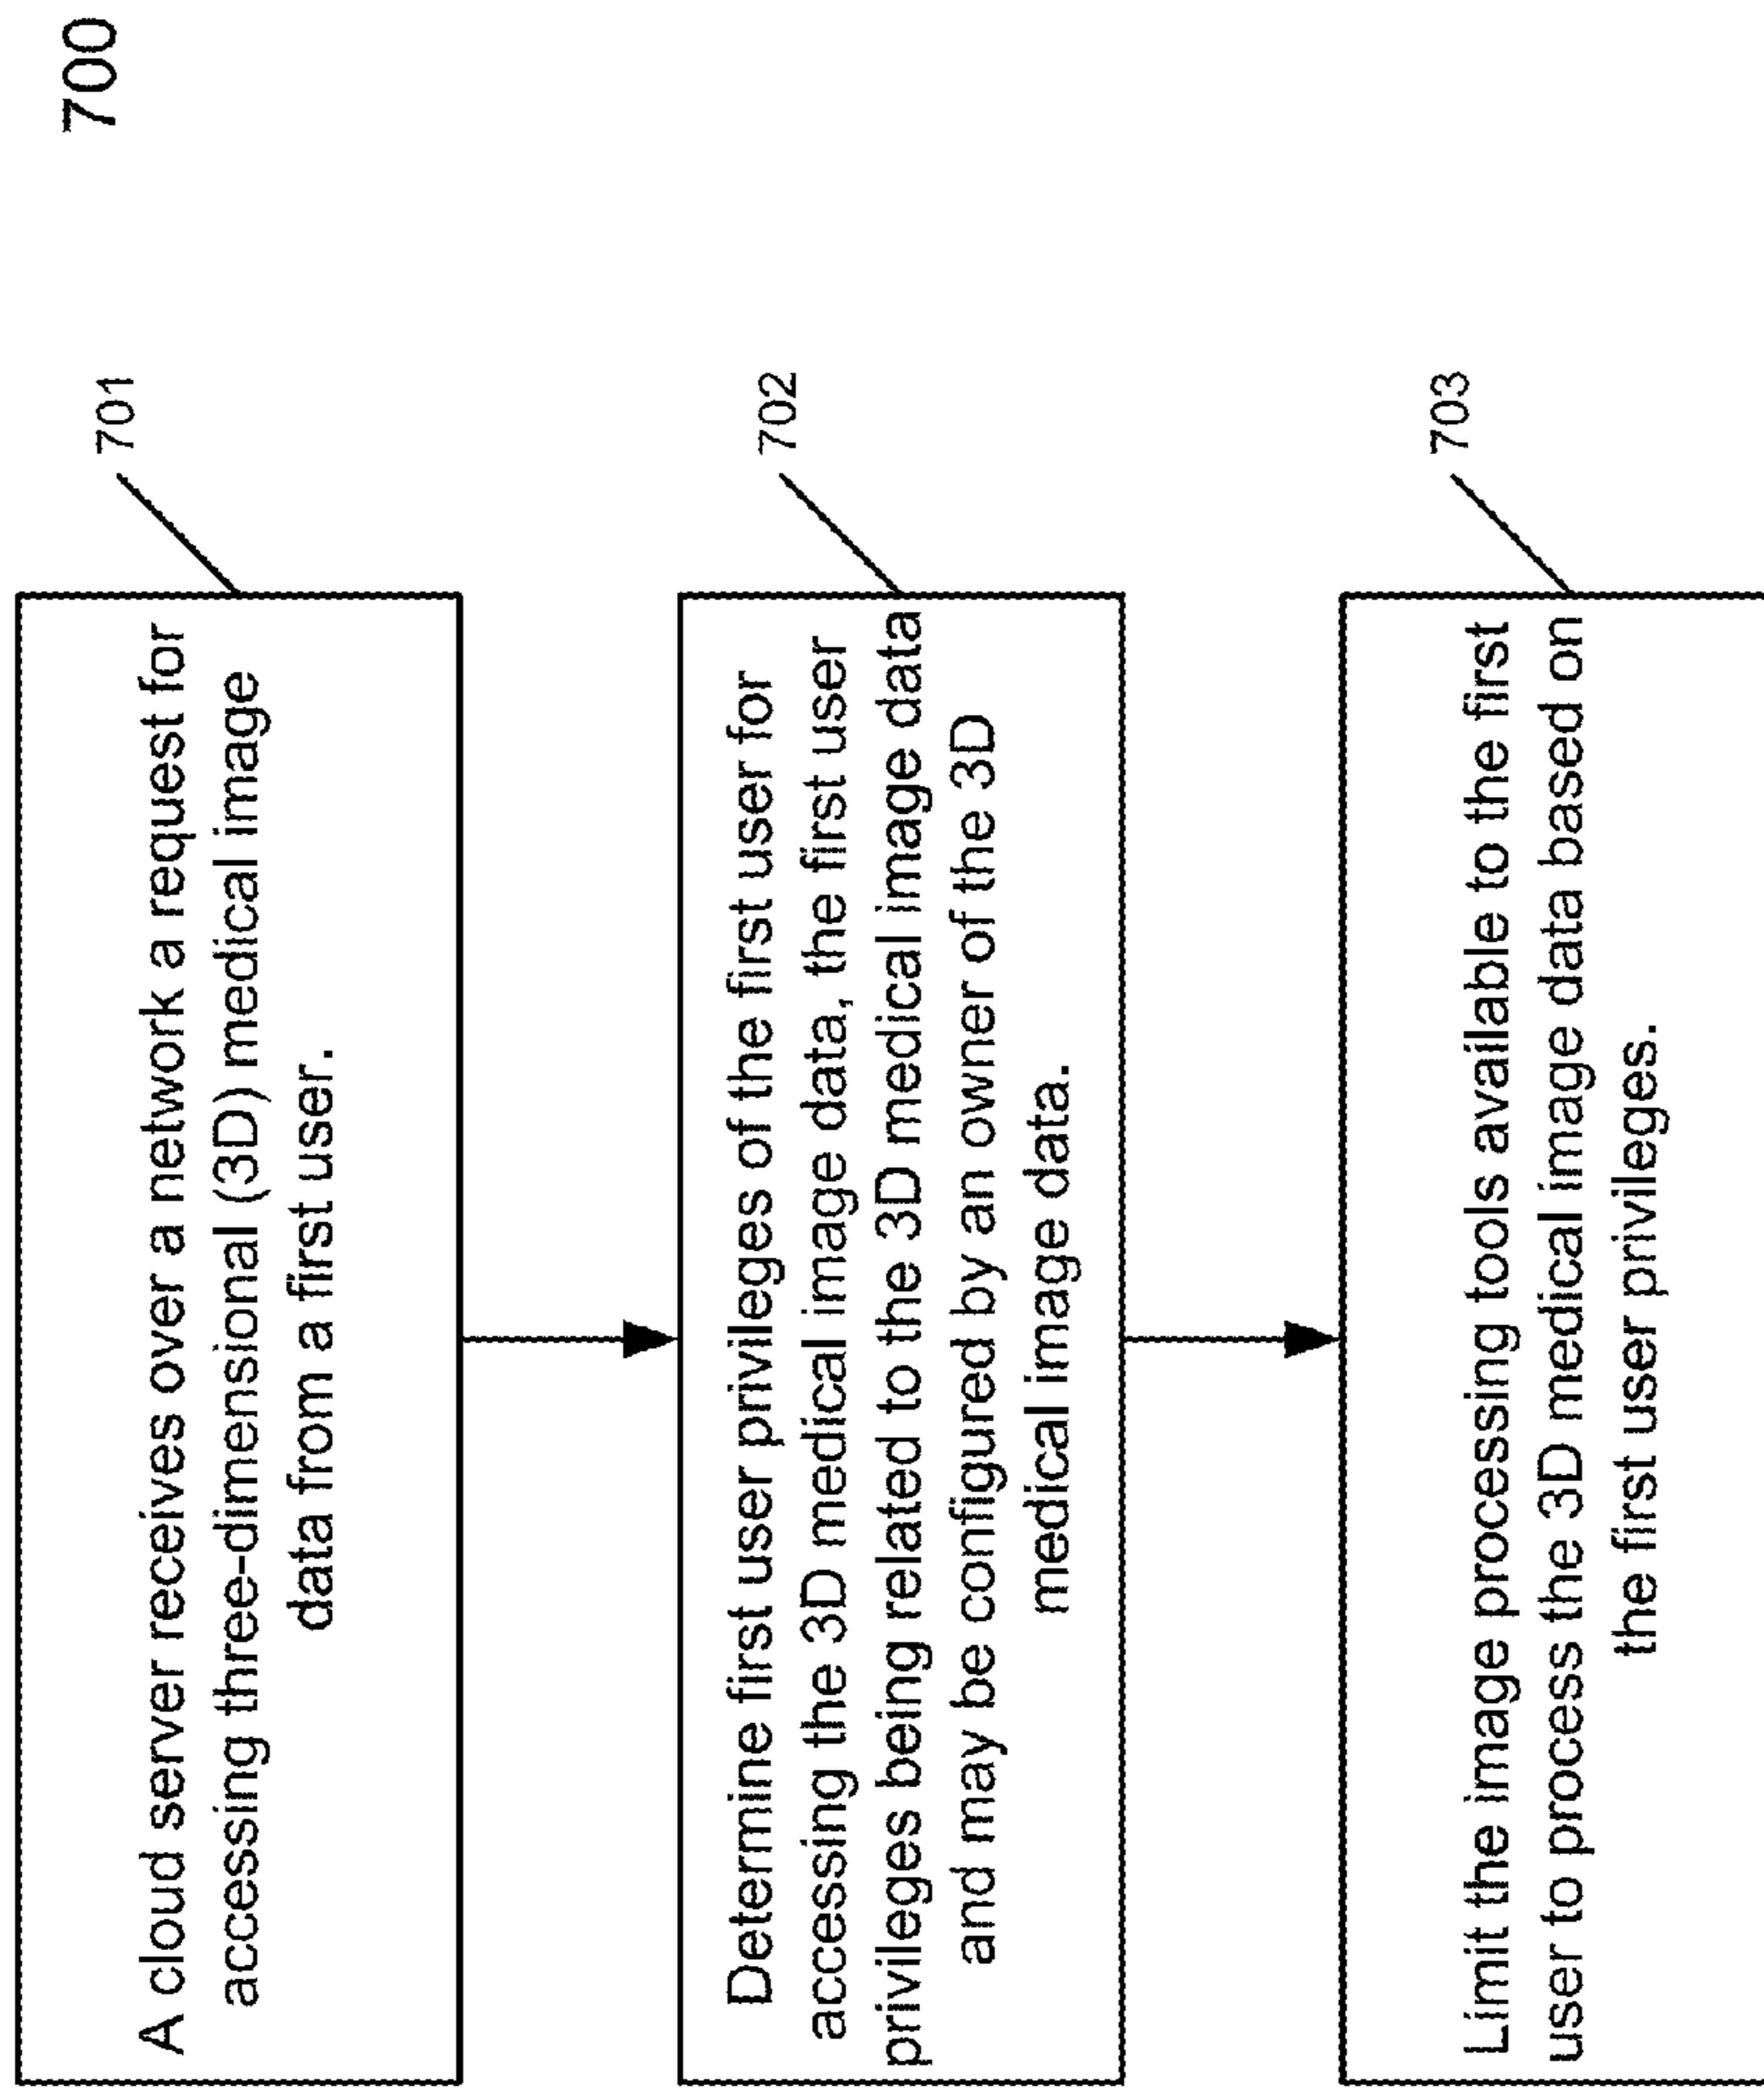 700
A cloud server receives over a network a request for
accessing three-dimensional (3D) medical image
data from a first user.
701
Determine first user privileges of the first user for
accessing the 3D medical image data, the first user
privileges being related to the 3D medical image data
and may be configured by an owner of the 3D
medical image data.
702
Limit the image processing tools available to the first
user to process the 3D medical image data based on
the first user privileges.
703